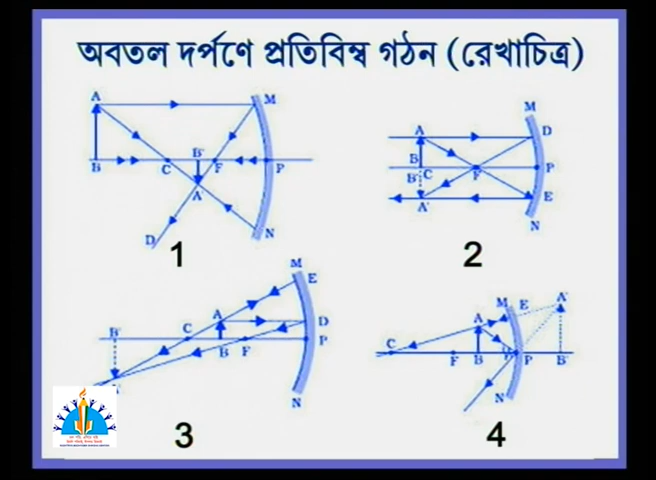 অবতল দর্পণে প্রতিবিম্ব গঠন (রেখাচিত্র)
A M
B C B' F P
A'
D N
1
M
A D
B
B' C F P
A' E
N
2
M E
A D
B' C B F P
N
3
M E A'
A
C F B P B'
N
4